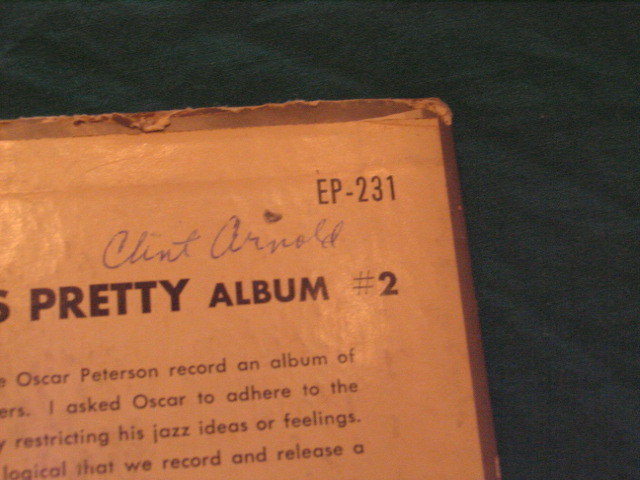 EP-231
Clint Arnold
S PRETTY ALBUM #2
e Oscar Peterson record an album of
ers. I asked Oscar to adhere to the
y restricting his jazz ideas or feelings.
logical that we record and release a